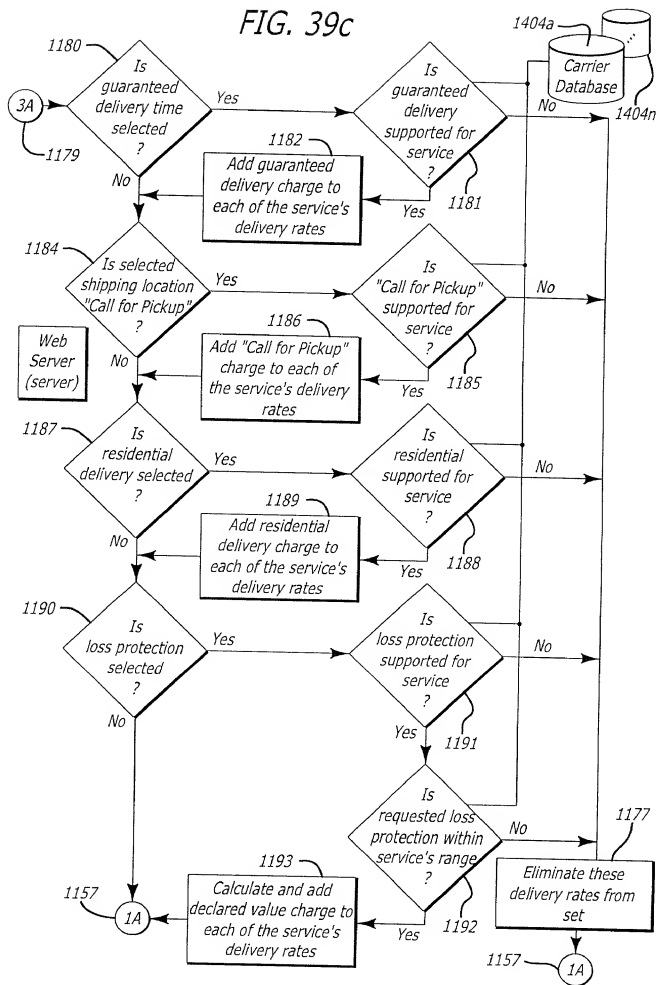 FIG. 39c
1180
Is
guaranteed
delivery time
selected
?
3A
1179
Yes
No
Is
guaranteed
delivery
supported for
service
?
1181
No
Yes
1404a
Carrier
Database
1404n
1182
Add guaranteed
delivery charge to
each of the service's
delivery rates
1184
Is selected
shipping location
"Call for Pickup"
?
Yes
No
Is
"Call for Pickup"
supported for
service
?
1185
No
Yes
Web
Server
(server)
1186
Add "Call for Pickup"
charge to each of
the service's delivery
rates
1187
Is
residential
delivery selected
?
Yes
No
Is
residential
supported for
service
?
1188
No
Yes
1189
Add residential
delivery charge to
each of the service's
delivery rates
1190
Is
loss protection
selected
?
Yes
No
Is
loss protection
supported for
service
?
1191
No
Yes
Is
requested loss
protection within
service's range
?
1192
No
Yes
1177
Eliminate these
delivery rates from
set
1193
Calculate and add
declared value charge to
each of the service's
delivery rates
1157
1A
1157
1A